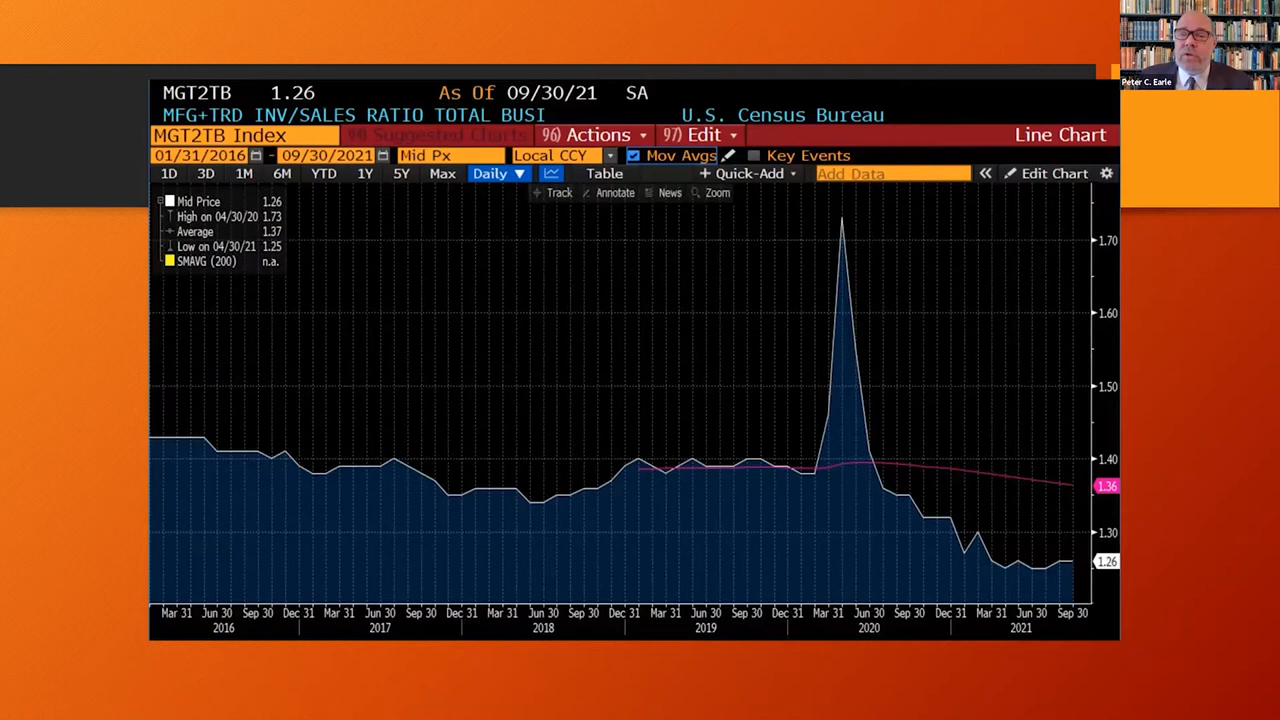 Peter C. Earle
MGT2TB 1.26 As Of 09/30/21 SA
MFG+TRD INV/SALES RATIO TOTAL BUSI U.S. Census Bureau
MGT2TB Index 98) Suggested Charts 96) Actions 97) Edit Line Chart
01/31/2016 - 09/30/2021 Mid Px Local CCY Mov Avgs Key Events
1D 3D 1M 6M YTD 1Y 5Y Max Daily ▼ Table + Quick-Add Add Data « Edit Chart
Track Annotate News Zoom
Mid Price 1.26
High on 04/30/20 1.73
Average 1.37
Low on 04/30/21 1.25
SMAVG (200) n.a.
1.70
1.60
1.50
1.40
1.36
1.30
1.26
Mar 31 Jun 30 Sep 30 Dec 31 Mar 31 Jun 30 Sep 30 Dec 31 Mar 31 Jun 30 Sep 30 Dec 31 Mar 31 Jun 30 Sep 30 Dec 31 Mar 31 Jun 30 Sep 30 Dec 31 Mar 31 Jun 30 Sep 30
2016 2017 2018 2019 2020 2021